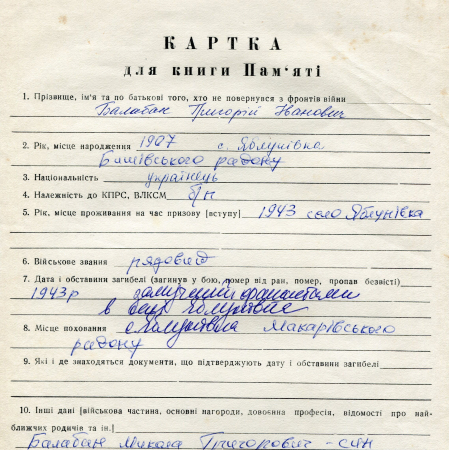 КАРТКА
для книги Пам'яті
1. Прізвище, ім'я та по батькові того, хто не повернувся з фронтів війни
Балабан Григорій Іванович
2. Рік, місце народження 1907 с. Яблунівка
Бишівського району
3. Національність українець
4. Належність до КПРС, ВЛКСМ б/п
5. Рік, місце проживання на час призову [вступу] 1943 село Яблунівка
6. Військове звання рядовий
7. Дата і обставини загибелі (загинув у бою, помер від ран, помер, пропав безвісті)
1943р фашистами
в селі
8. Місце поховання с. Яблунівка Макарівського
району
9. Які і де знаходяться документи, що підтверджують дату і обставини загибелі
10. Інші дані [військова частина, основні нагороди, довоєнна професія, відомості про най-
ближчих родичів та ін.]
Балабан Микола Григорович - син